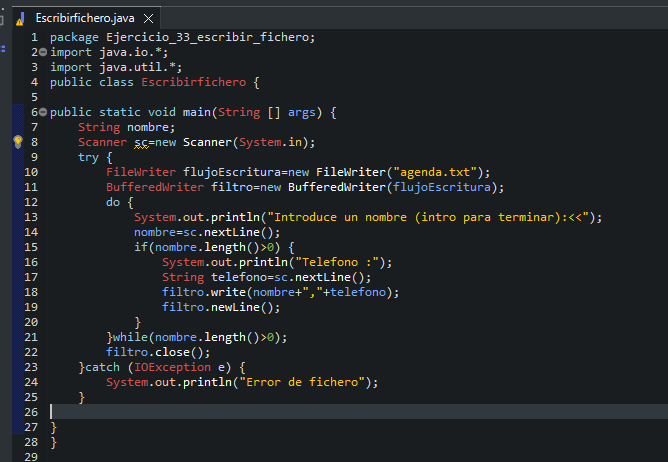 Escribirfichero.java
1 package Ejercicio_33_escribir_fichero;
2 import java.io.*;
3 import java.util.*;
4 public class Escribirfichero {
5
6 public static void main(String [] args) {
7     String nombre;
8     Scanner sc=new Scanner(System.in);
9     try {
10         FileWriter flujoEscritura=new FileWriter("agenda.txt");
11         BufferedWriter filtro=new BufferedWriter(flujoEscritura);
12         do {
13             System.out.println("Introduce un nombre (intro para terminar):<<");
14             nombre=sc.nextLine();
15             if(nombre.length()>0) {
16                 System.out.println("Telefono :");
17                 String telefono=sc.nextLine();
18                 filtro.write(nombre+","+telefono);
19                 filtro.newLine();
20             }
21         }while(nombre.length()>0);
22         filtro.close();
23     }catch (IOException e) {
24         System.out.println("Error de fichero");
25     }
26
27 }
28 }
29